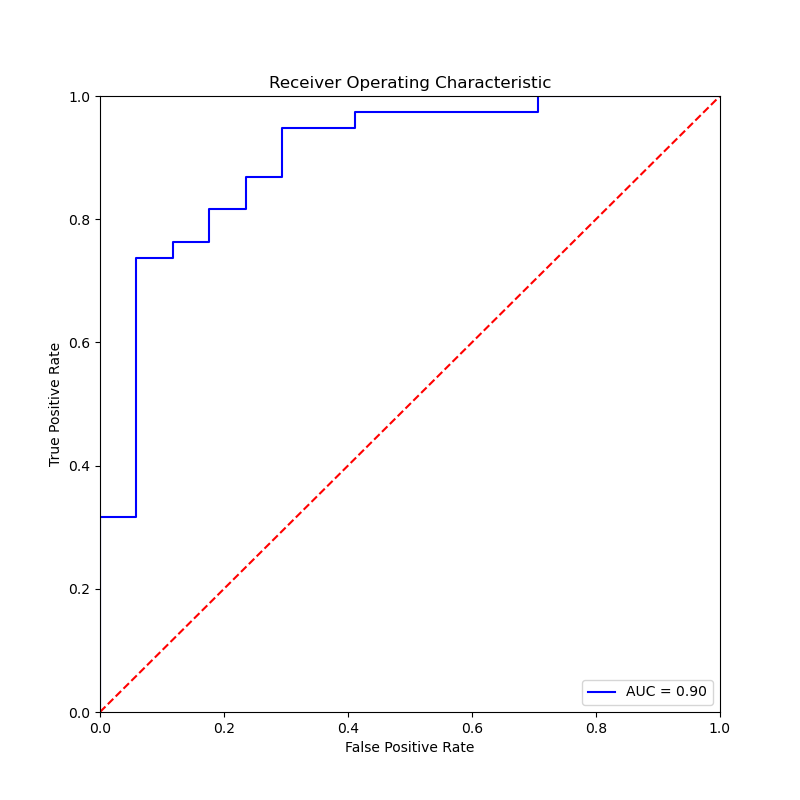 Receiver Operating Characteristic
True Positive Rate
1.0
0.8
0.6
0.4
0.2
0.0
AUC = 0.90
0.0 0.2 0.4 0.6 0.8 1.0
False Positive Rate